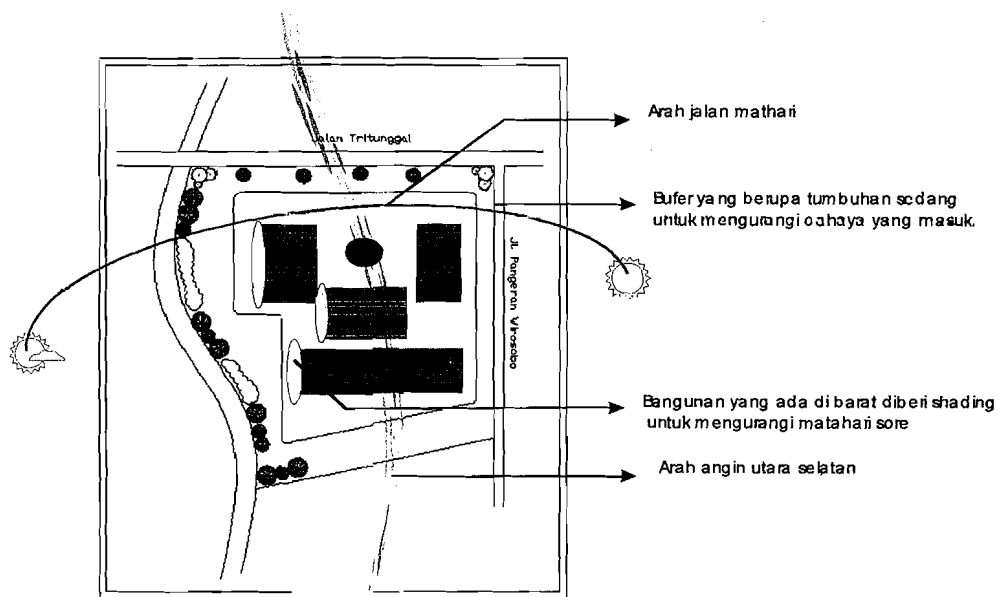 Arah jalan mathari
Jalan Tritunggal
Bufer yang berupa tumbuhan sedang
untuk mengurangi cahaya yang masuk.
Jl. Pangeran Wirosobo
Bangunan yang ada di barat diberi shading
untuk mengurangi matahari sore
Arah angin utara selatan